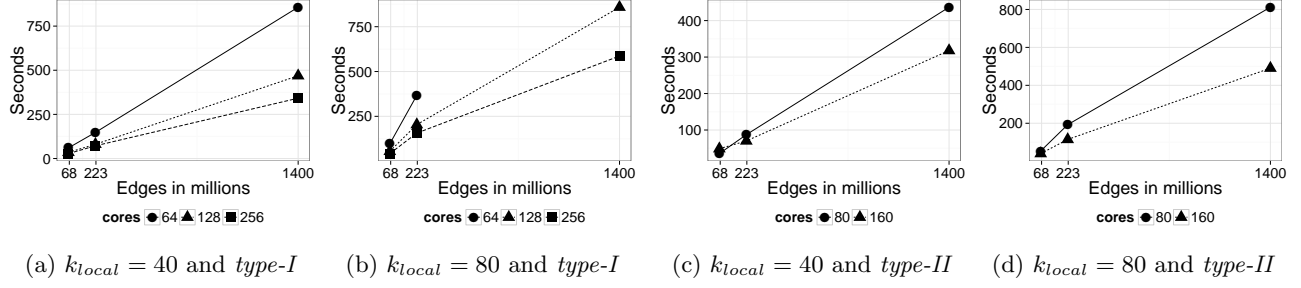 750
500
250
0
Seconds
68 223 1400
Edges in millions
cores 64 128 256
(a) k_local = 40 and type-I
750
500
250
Seconds
68 223 1400
Edges in millions
cores 64 128 256
(b) k_local = 80 and type-I
400
300
200
100
Seconds
68 223 1400
Edges in millions
cores 80 160
(c) k_local = 40 and type-II
800
600
400
200
Seconds
68 223 1400
Edges in millions
cores 80 160
(d) k_local = 80 and type-II